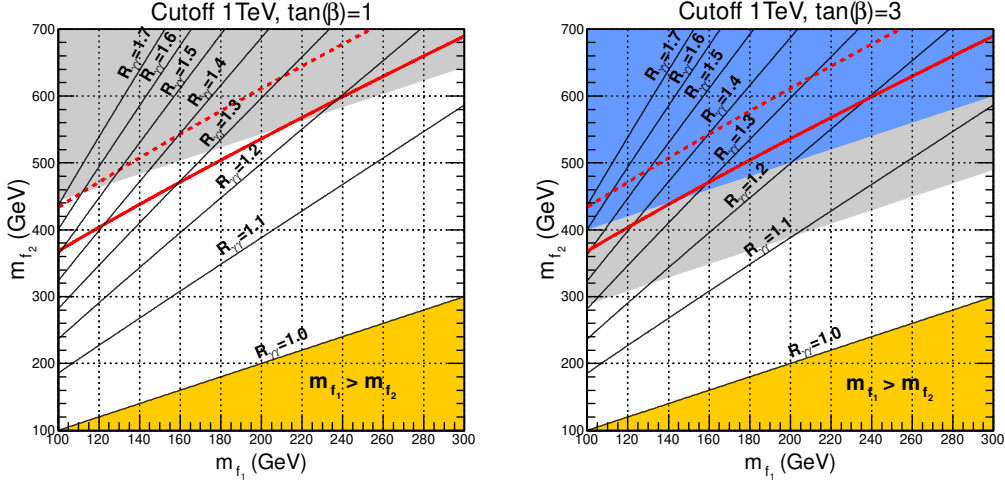 Cutoff 1TeV, tan(β)=1
m_f₂ (GeV)
700
600
500
400
300
200
100
R_γγ=1.7
R_γγ=1.6
R_γγ=1.5
R_γγ=1.4
R_γγ=1.3
R_γγ=1.2
R_γγ=1.1
R_γγ=1.0
m_f₁ > m_f₂
100 120 140 160 180 200 220 240 260 280 300
m_f₁ (GeV)
Cutoff 1TeV, tan(β)=3
m_f₂ (GeV)
700
600
500
400
300
200
100
R_γγ=1.7
R_γγ=1.6
R_γγ=1.5
R_γγ=1.4
R_γγ=1.3
R_γγ=1.2
R_γγ=1.1
R_γγ=1.0
m_f₁ > m_f₂
100 120 140 160 180 200 220 240 260 280 300
m_f₁ (GeV)